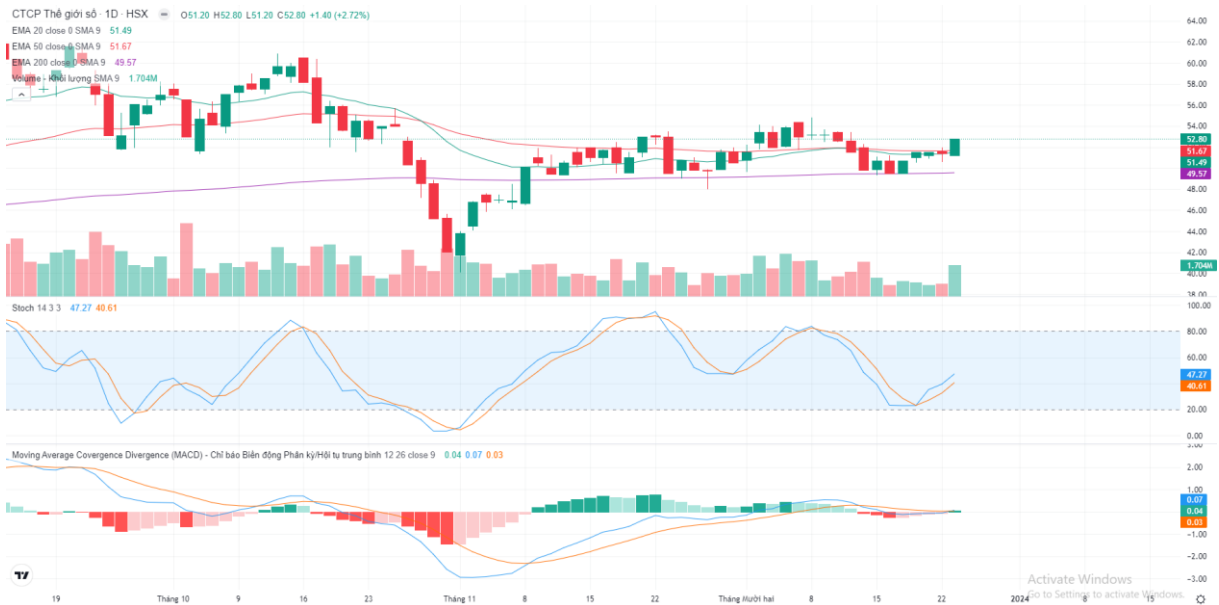 CTCP Thế giới số · 1D · HSX O51.20 H52.80 L51.20 C52.80 +1.40 (+2.72%)
EMA 20 close 0 SMA 9 51.49
EMA 50 close 0 SMA 9 51.67
EMA 200 close 0 SMA 9 49.57
Volume - Khối lượng SMA 9 1.704M
64.00
62.00
60.00
58.00
56.00
54.00
52.80
51.67
51.49
49.57
48.00
46.00
44.00
42.00
40.00
1.704M
38.00
Stoch 14 3 3 47.27 40.61
100.00
80.00
60.00
47.27
40.61
20.00
0.00
Moving Average Covergence Divergence (MACD) - Chỉ báo Biến động Phân kỳ/Hội tụ trung bình 12 26 close 9 0.04 0.07 0.03
3.00
2.00
1.00
0.07
0.04
0.03
−1.00
−2.00
−3.00
19 Tháng 10 9 16 23 Tháng 11 8 15 22 Tháng Mười hai 8 15 22 2024 8 15
Activate Windows
Go to Settings to activate Windows.